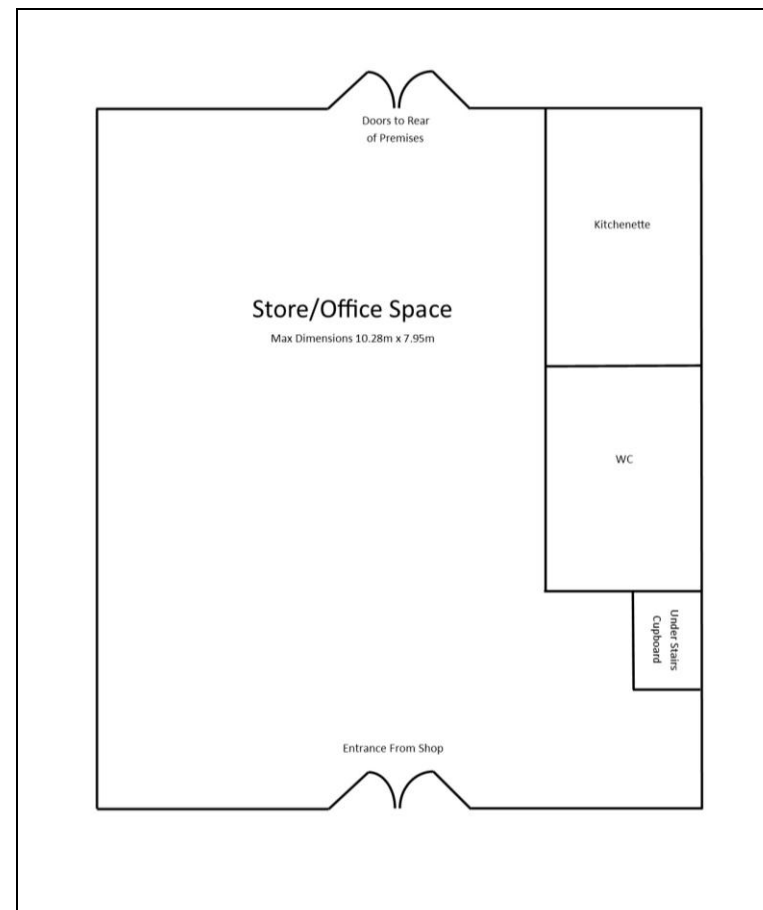 Doors to Rear
of Premises
Kitchenette
Store/Office Space
Max Dimensions 10.28m x 7.95m
WC
Under Stairs
Cupboard
Entrance From Shop